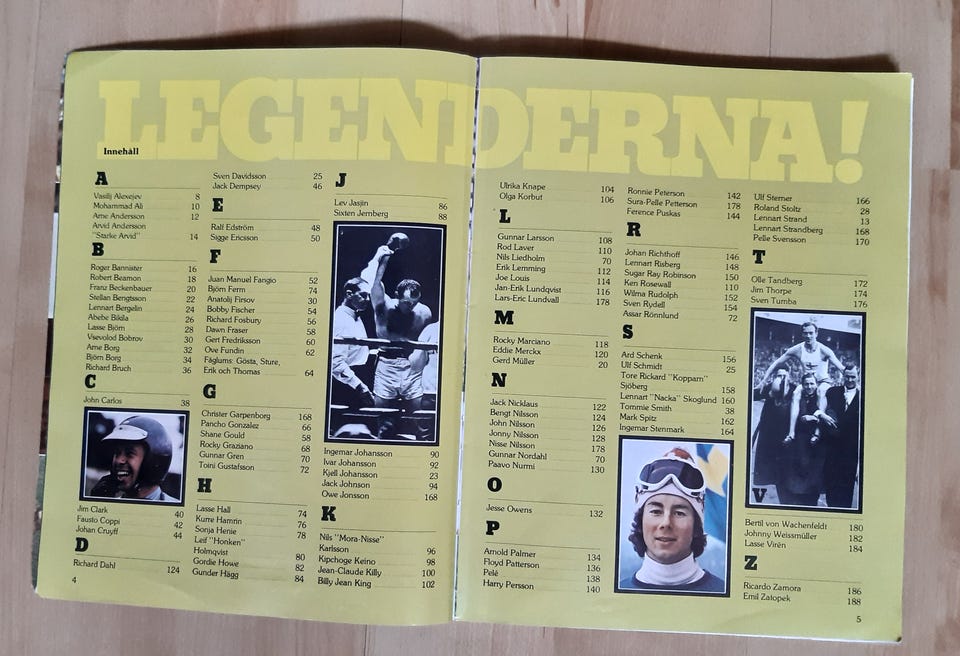 LEGENDERNA!
Innehåll
A
Vasilij Alexejev 8
Mohammad Ali 10
Arne Andersson 12
Arvid Andersson
"Starke Arvid" 14
B
Roger Bannister 16
Robert Beamon 18
Franz Beckenbauer 20
Stellan Bengtsson 22
Lennart Bergelin 24
Abebe Bikila 26
Lasse Björn 28
Vsevolod Bobrov 30
Arne Borg 32
Björn Borg 34
Richard Bruch 36
C
John Carlos 38
Jim Clark 40
Fausto Coppi 42
Johan Cruyff 44
D
Richard Dahl 124
4
Sven Davidsson 25
Jack Dempsey 46
E
Ralf Edström 48
Sigge Ericsson 50
F
Juan Manuel Fangio 52
Björn Ferm 74
Anatolij Firsov 30
Bobby Fischer 54
Richard Fosbury 56
Dawn Fraser 58
Gert Fredriksson 60
Ove Fundin 62
Fåglums: Gösta, Sture,
Erik och Thomas 64
G
Christer Garpenborg 168
Pancho Gonzalez 66
Shane Gould 58
Rocky Graziano 68
Gunnar Gren 70
Toini Gustafsson 72
H
Lasse Hall 74
Kurre Hamrin 76
Sonja Henie 78
Leif "Honken"
Holmqvist 80
Gordie Howe 82
Gunder Hägg 84
J
Lev Jasjin 86
Sixten Jernberg 88
Ingemar Johansson 90
Ivar Johansson 92
Kjell Johansson 23
Jack Johnson 94
Owe Jonsson 168
K
Nils "Mora-Nisse"
Karlsson 96
Kipchoge Keino 98
Jean-Claude Killy 100
Billy Jean King 102
Ulrika Knape 104
Olga Korbut 106
L
Gunnar Larsson 108
Rod Laver 110
Nils Liedholm 70
Erik Lemming 112
Joe Louis 114
Jan-Erik Lundqvist 116
Lars-Eric Lundvall 178
M
Rocky Marciano 118
Eddie Merckx 120
Gerd Müller 20
N
Jack Nicklaus 122
Bengt Nilsson 124
John Nilsson 126
Jonny Nilsson 128
Nisse Nilsson 178
Gunnar Nordahl 70
Paavo Nurmi 130
O
Jesse Owens 132
P
Arnold Palmer 134
Floyd Patterson 136
Pelé 138
Harry Persson 140
Ronnie Peterson 142
Sura-Pelle Petterson 178
Ference Puskas 144
R
Johan Richthoff 146
Lennart Risberg 148
Sugar Ray Robinson 150
Ken Rosewall 110
Wilma Rudolph 152
Sven Rydell 154
Assar Rönnlund 72
S
Ard Schenk 156
Ulf Schmidt 25
Tore Rickard "Kopparn"
Sjöberg 158
Lennart "Nacka" Skoglund 160
Tommie Smith 38
Mark Spitz 162
Ingemar Stenmark 164
Ulf Sterner 166
Roland Stoltz 28
Lennart Strand 13
Lennart Strandberg 168
Pelle Svensson 170
T
Olle Tandberg 172
Jim Thorpe 174
Sven Tumba 176
V
Bertil von Wachenfeldt 180
Johnny Weissmüller 182
Lasse Virén 184
Z
Ricardo Zamora 186
Emil Zatopek 188
5